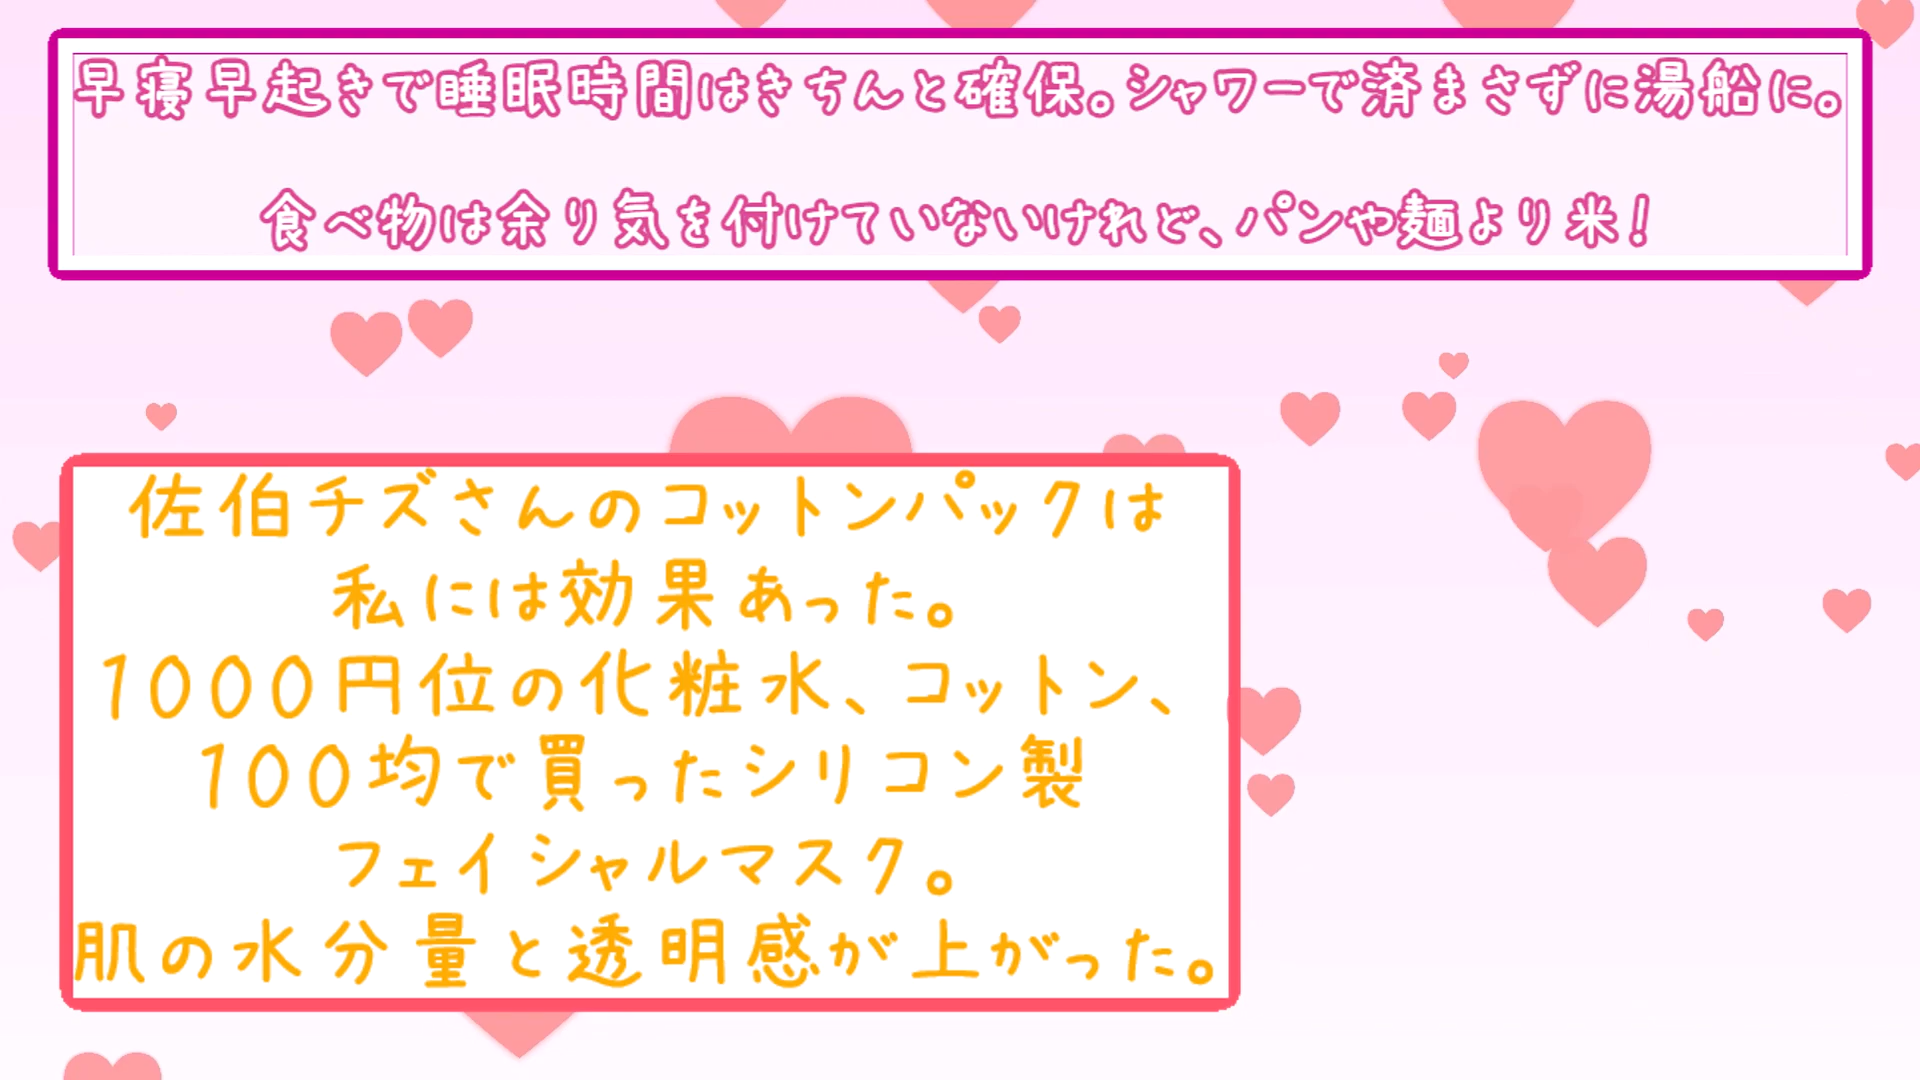 早寝早起きで睡眠時間はきちんと確保。シャワーで済まさずに湯船に。
食べ物は余り気を付けていないけれど、パンや麺より米！
佐伯チズさんのコットンパックは
私には効果あった。
1000円位の化粧水、コットン、
100均で買ったシリコン製
フェイシャルマスク。
肌の水分量と透明感が上がった。